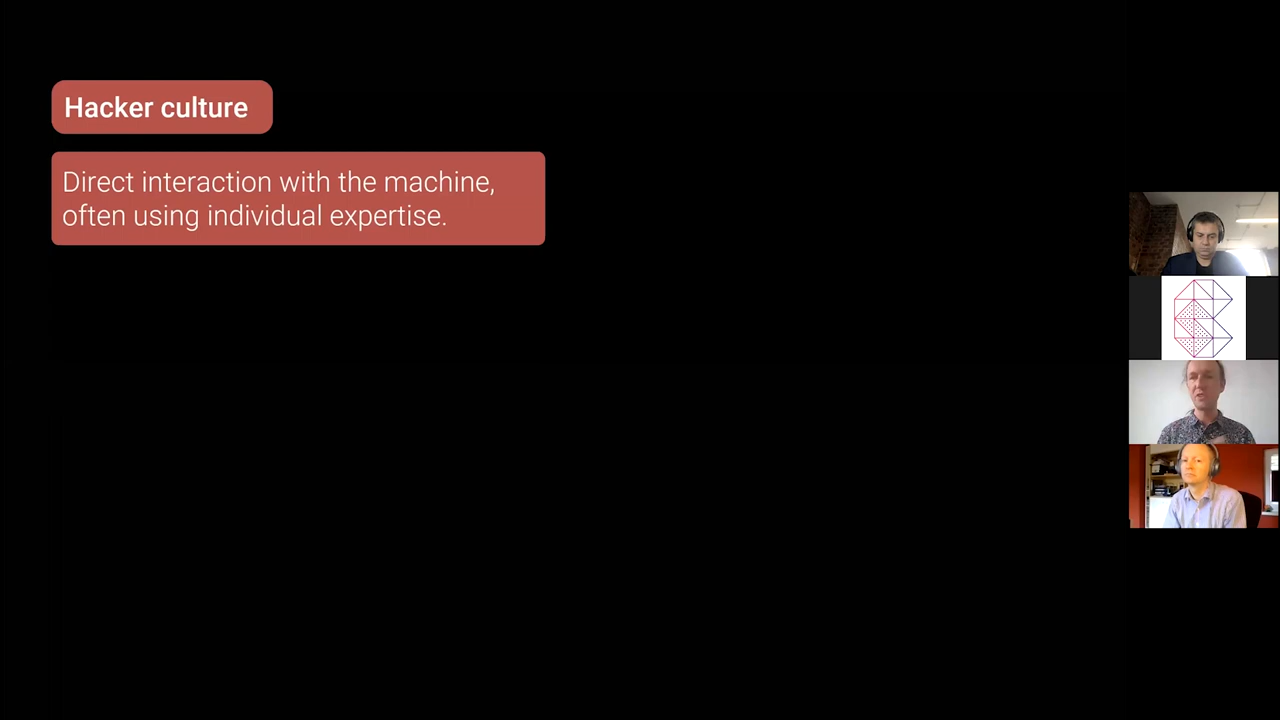 Hacker culture
Direct interaction with the machine,
often using individual expertise.